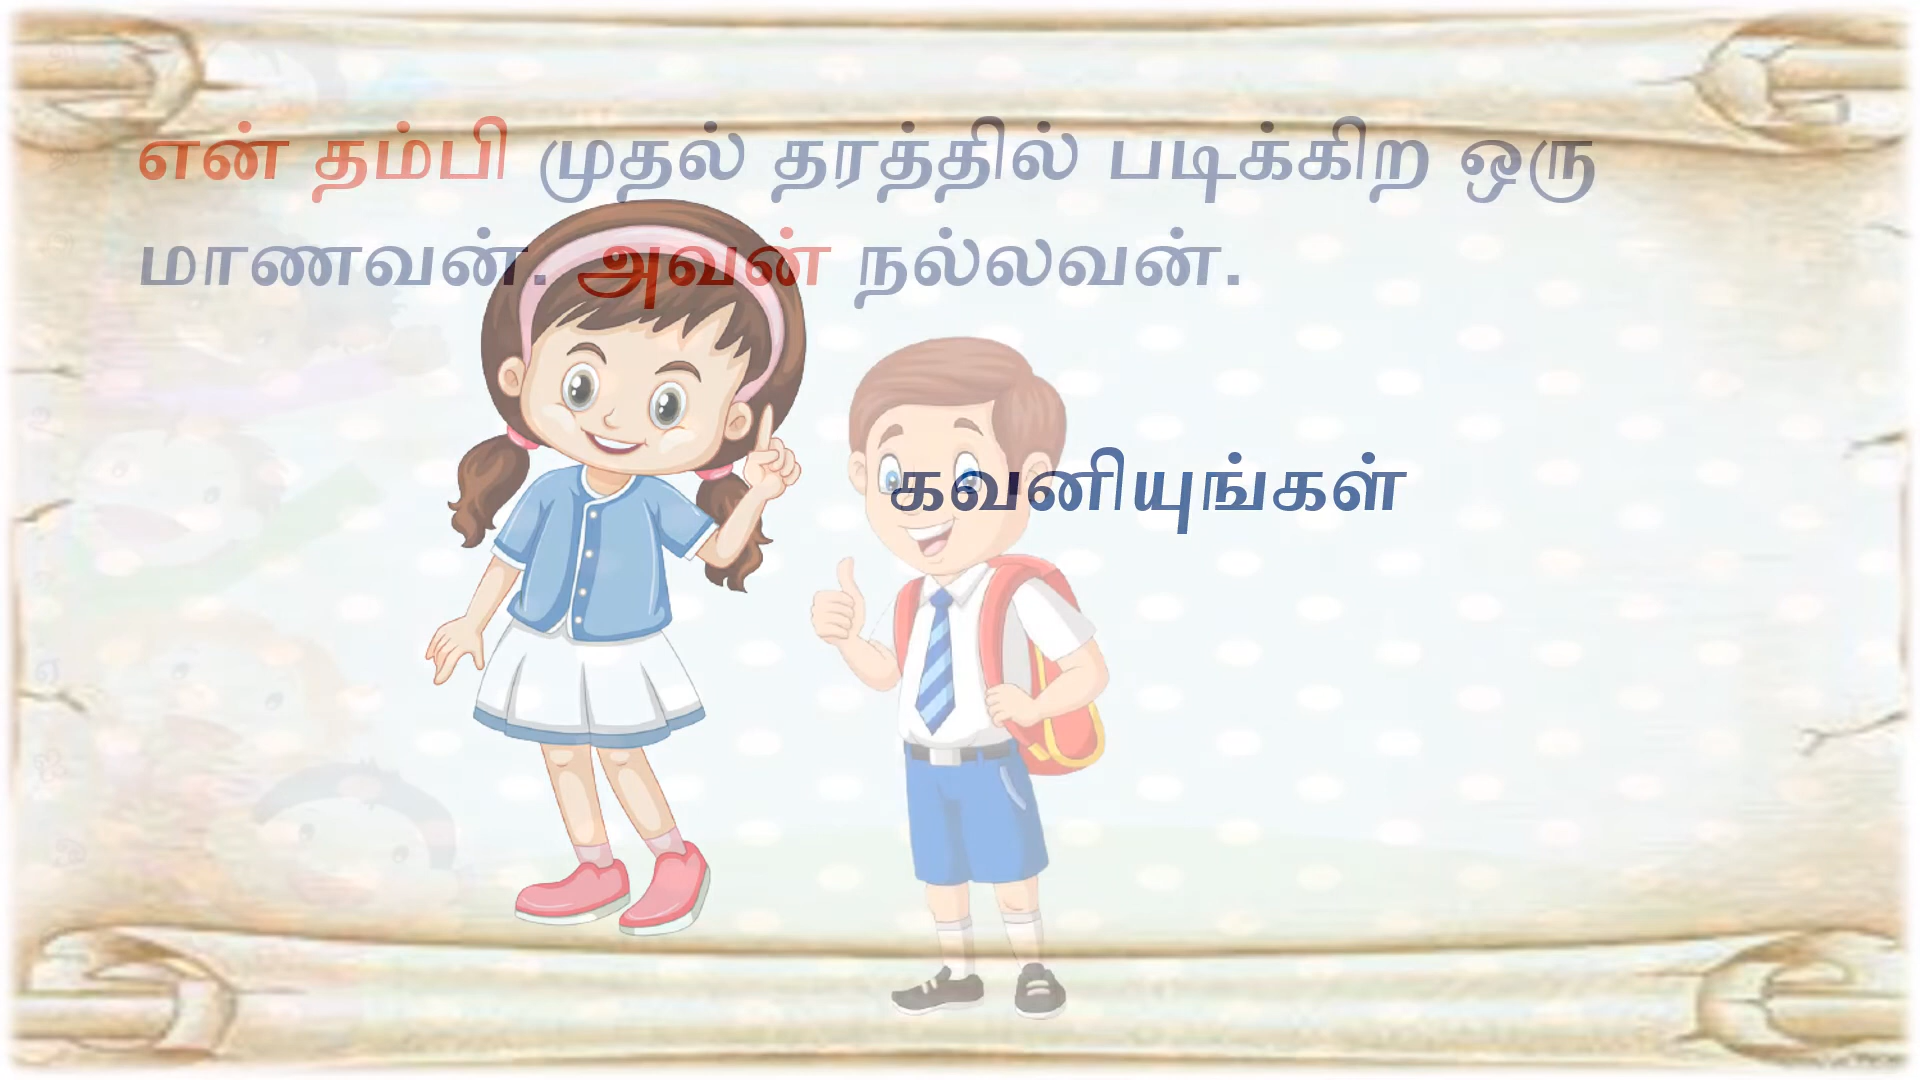 என் தம்பி முதல் தரத்தில் படிக்கிற ஒரு
மாணவன். அவன் நல்லவன்.
கவனியுங்கள்